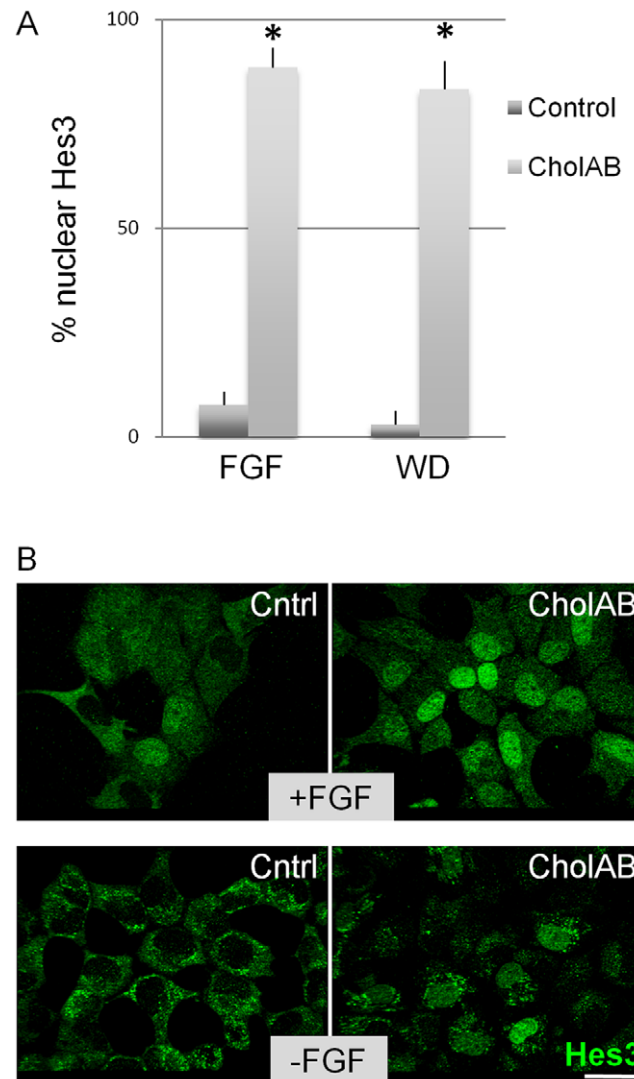 A
100
50
0
% nuclear Hes3
*
*
Control
CholAB
FGF
WD
B
Cntrl
CholAB
+FGF
Cntrl
CholAB
-FGF
Hes3